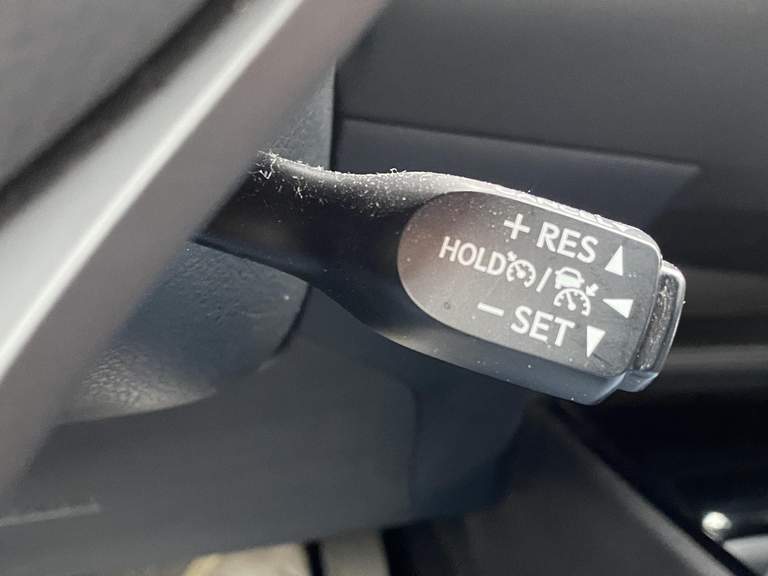 + RES ▲
HOLD / ◀
− SET ▼